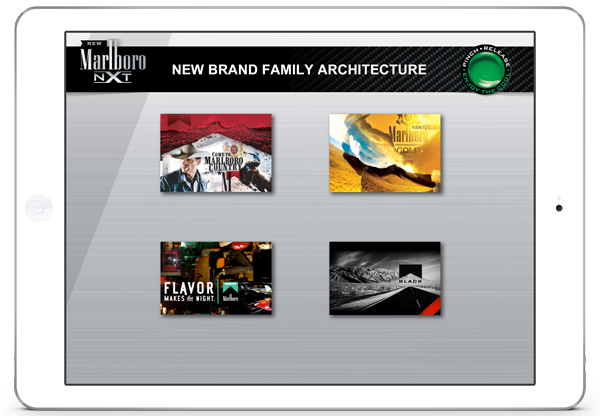 NEW
Marlboro
NXT
NEW BRAND FAMILY ARCHITECTURE
PINCH • RELEASE
ENJOY THE COOL!
COME TO
MARLBORO
COUNTRY
Marlboro
GOLD
FLAVOR
MAKES THE NIGHT.
Marlboro
BLACK